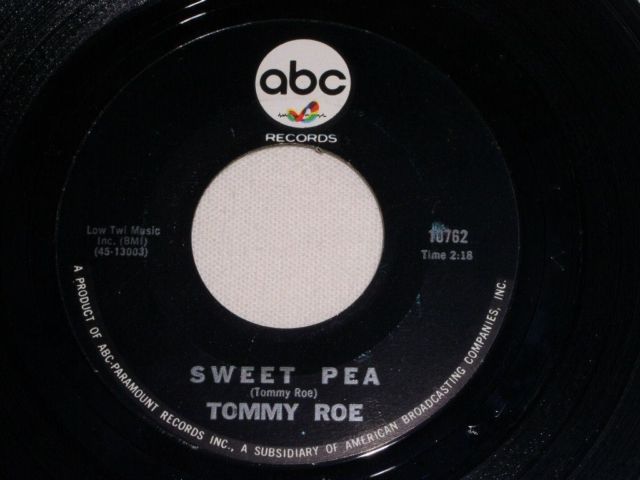 abc
RECORDS
Low Twi Music
Inc. (BMI)
(45-13003)
10762
Time 2:18
SWEET PEA
(Tommy Roe)
TOMMY ROE
A PRODUCT OF ABC-PARAMOUNT RECORDS INC., A SUBSIDIARY OF AMERICAN BROADCASTING COMPANIES, INC.